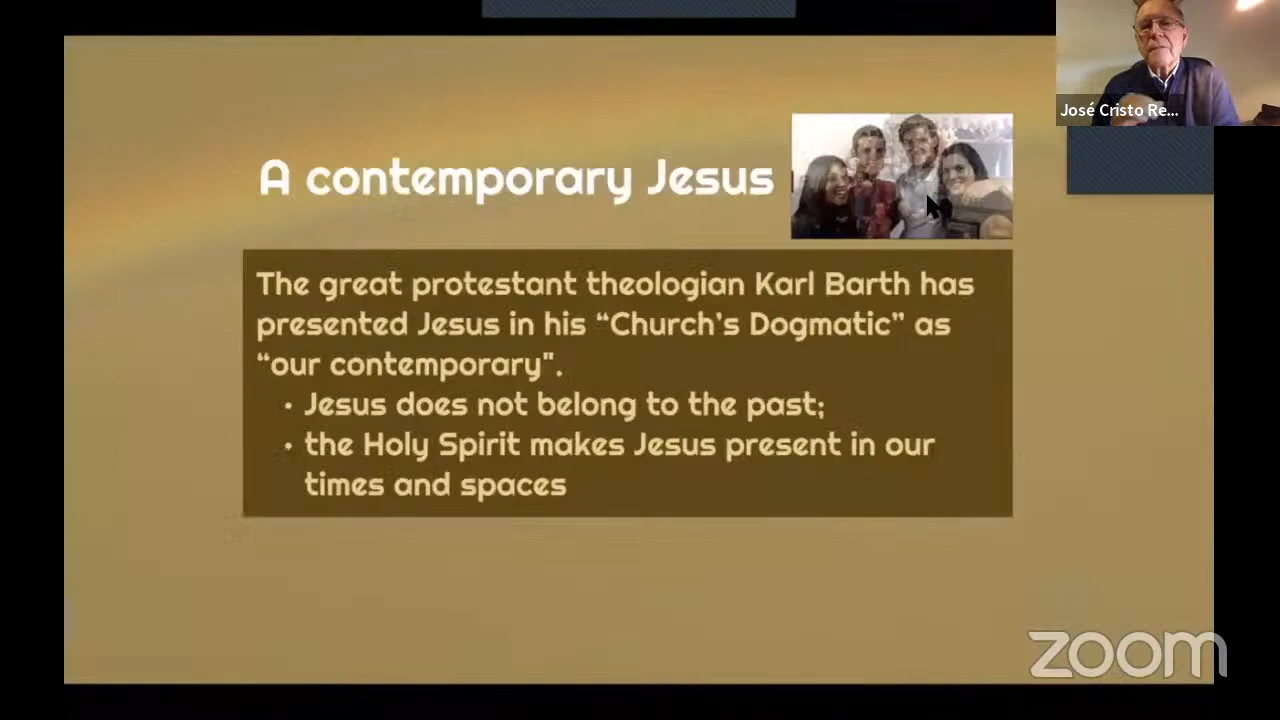 José Cristo Re...
A contemporary Jesus
The great protestant theologian Karl Barth has
presented Jesus in his “Church’s Dogmatic” as
“our contemporary".
• Jesus does not belong to the past;
• the Holy Spirit makes Jesus present in our
times and spaces
zoom